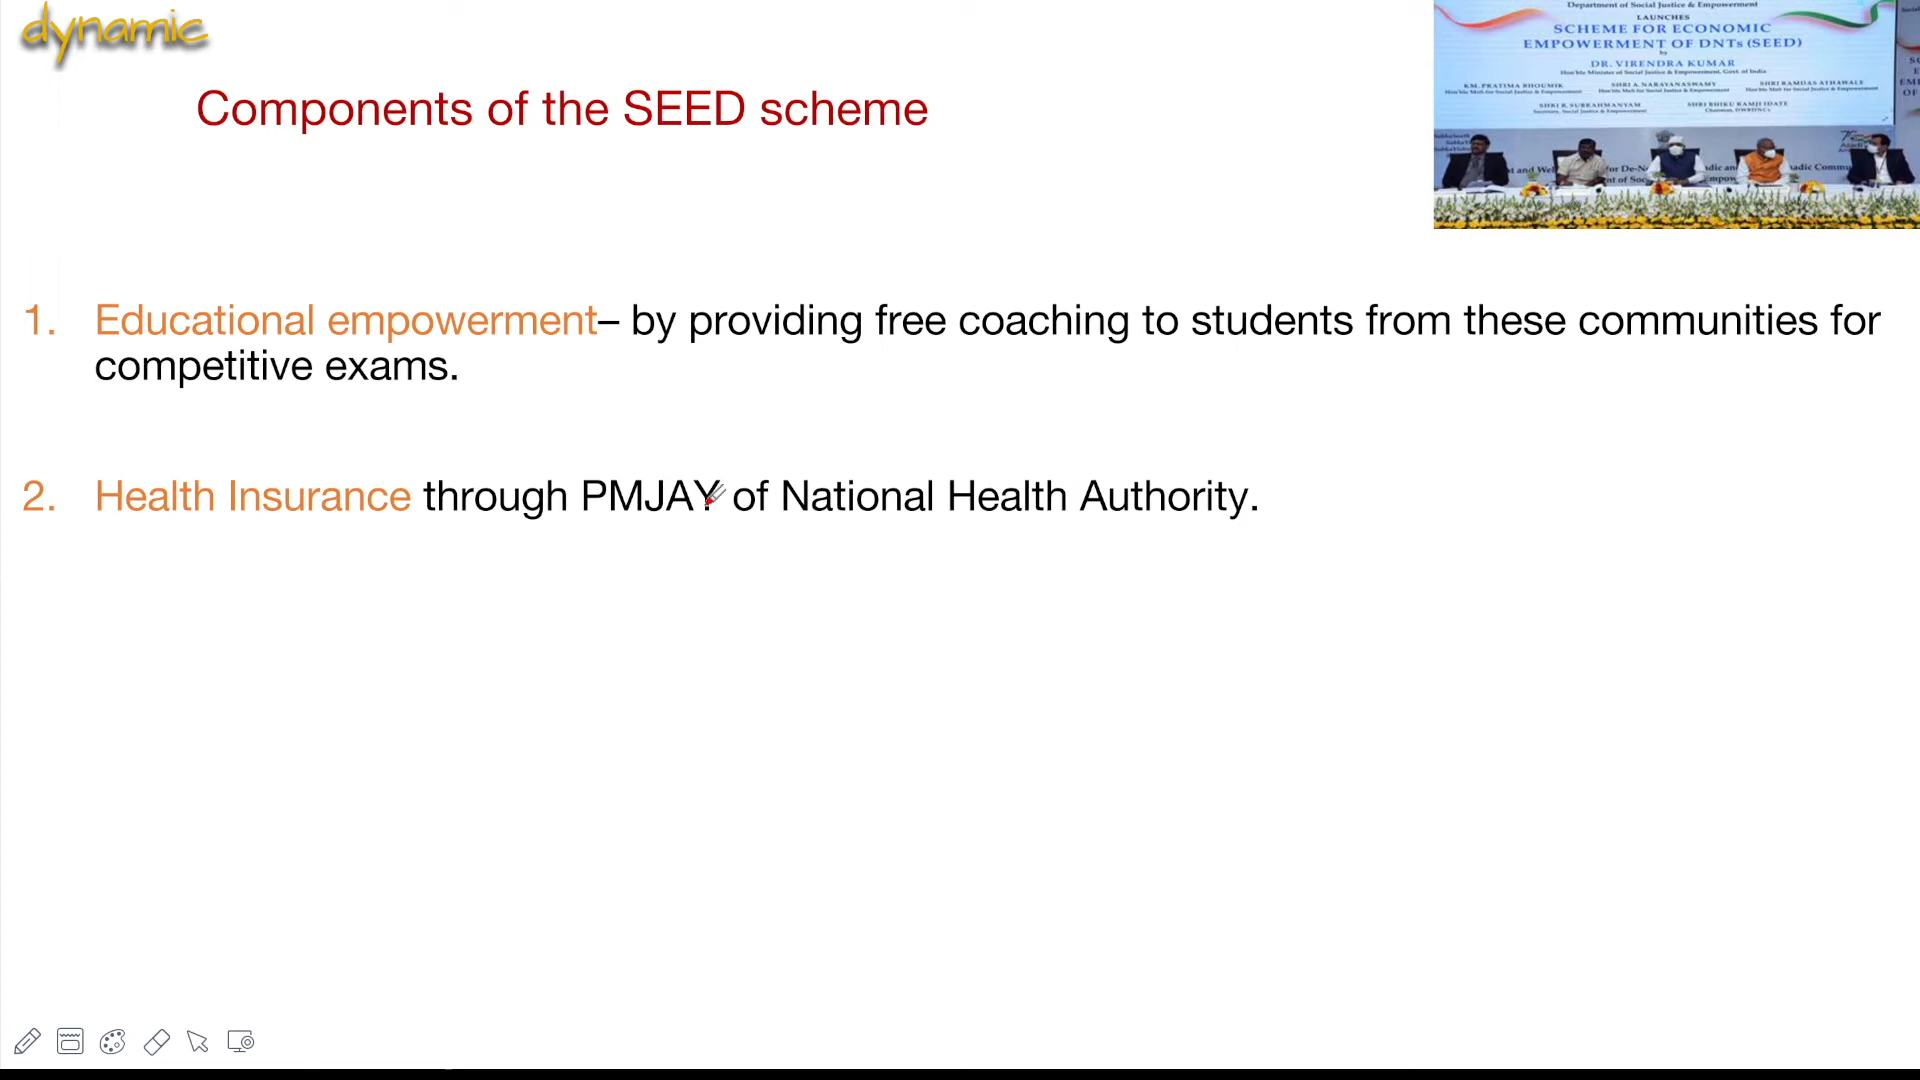 dynamic
Department of Social Justice & Empowerment
LAUNCHES
SCHEME FOR ECONOMIC
EMPOWERMENT OF DNTs (SEED)
by
DR. VIRENDRA KUMAR
Hon'ble Minister of Social Justice & Empowerment, Govt. of India
KM. PRATIMA BHOUMIK SHRI A. NARAYANASWAMY SHRI RAMDAS ATHAWALE
Hon'ble MoS for Social Justice & Empowerment Hon'ble MoS for Social Justice & Empowerment Hon'ble MoS for Social Justice & Empowerment
SHRI R. SUBRAHMANYAM SHRI BHIKU RAMJI IDATE
Secretary, Social Justice & Empowerment Chairman, DWBDNCs
Components of the SEED scheme
1. Educational empowerment– by providing free coaching to students from these communities for
competitive exams.
2. Health Insurance through PMJAY of National Health Authority.